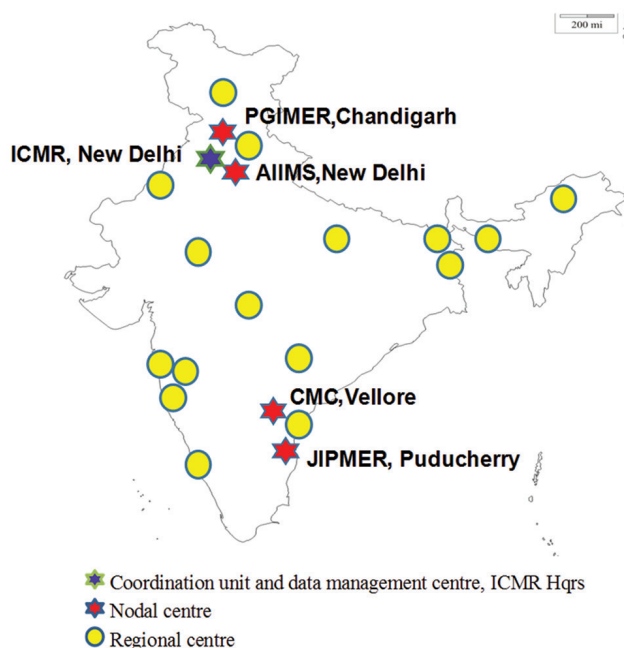 200 mi
PGIMER,Chandigarh
ICMR, New Delhi
AIIMS,New Delhi
CMC,Vellore
JIPMER, Puducherry
Coordination unit and data management centre, ICMR Hqrs
Nodal centre
Regional centre